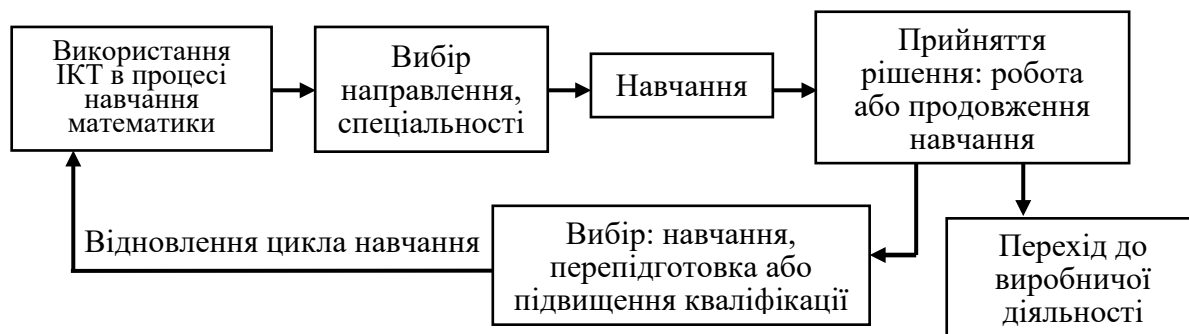 Використання
ІКТ в процесі
навчання
математики
Вибір
направлення,
спеціальності
Навчання
Прийняття
рішення: робота
або продовження
навчання
Відновлення цикла навчання
Вибір: навчання,
перепідготовка або
підвищення кваліфікації
Перехід до
виробничої
діяльності